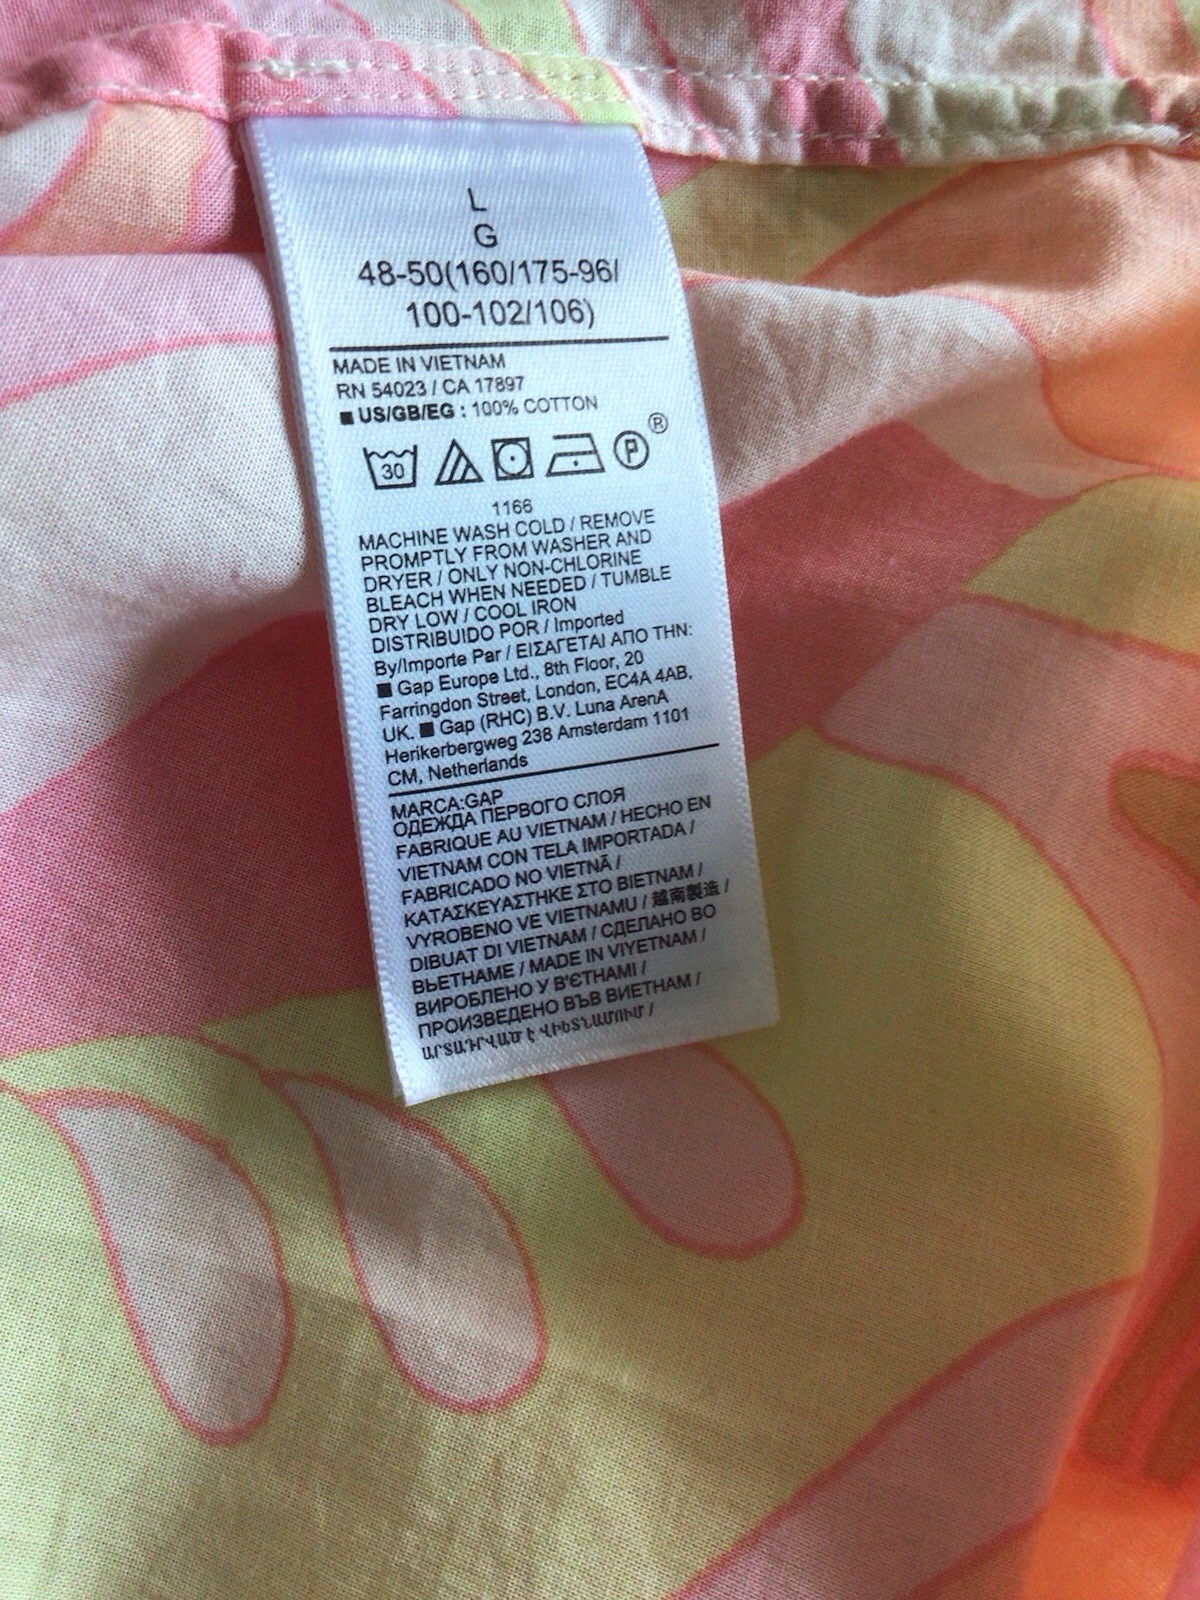 L
G
48-50(160/175-96/
100-102/106)
MADE IN VIETNAM
RN 54023 / CA 17897
■ US/GB/EG : 100% COTTON
30 P ®
1166
MACHINE WASH COLD / REMOVE
PROMPTLY FROM WASHER AND
DRYER / ONLY NON-CHLORINE
BLEACH WHEN NEEDED / TUMBLE
DRY LOW / COOL IRON
DISTRIBUIDO POR / Imported
By/Importe Par / ΕΙΣΑΓΕΤΑΙ ΑΠΟ ΤΗΝ:
■ Gap Europe Ltd., 8th Floor, 20
Farringdon Street, London, EC4A 4AB,
UK. ■ Gap (RHC) B.V. Luna ArenA
Herikerbergweg 238 Amsterdam 1101
CM, Netherlands
MARCA:GAP
ОДЕЖДА ПЕРВОГО СЛОЯ
FABRIQUE AU VIETNAM / HECHO EN
VIETNAM CON TELA IMPORTADA /
FABRICADO NO VIETNÃ /
ΚΑΤΑΣΚΕΥΑΣΤΗΚΕ ΣΤΟ ΒΙΕΤΝΑΜ /
VYROBENO VE VIETNAMU / 越南製造 /
DIBUAT DI VIETNAM / СДЕЛАНО ВО
ВЬЕТНАМЕ / MADE IN VIYETNAM /
ВИРОБЛЕНО У В'ЄТНАМІ /
ПРОИЗВЕДЕНО ВЪВ ВИЕТНАМ /
ԱՐՏԱԴՐՎԱԾ Է ՎԻԵՏՆԱՄՈՒՄ /